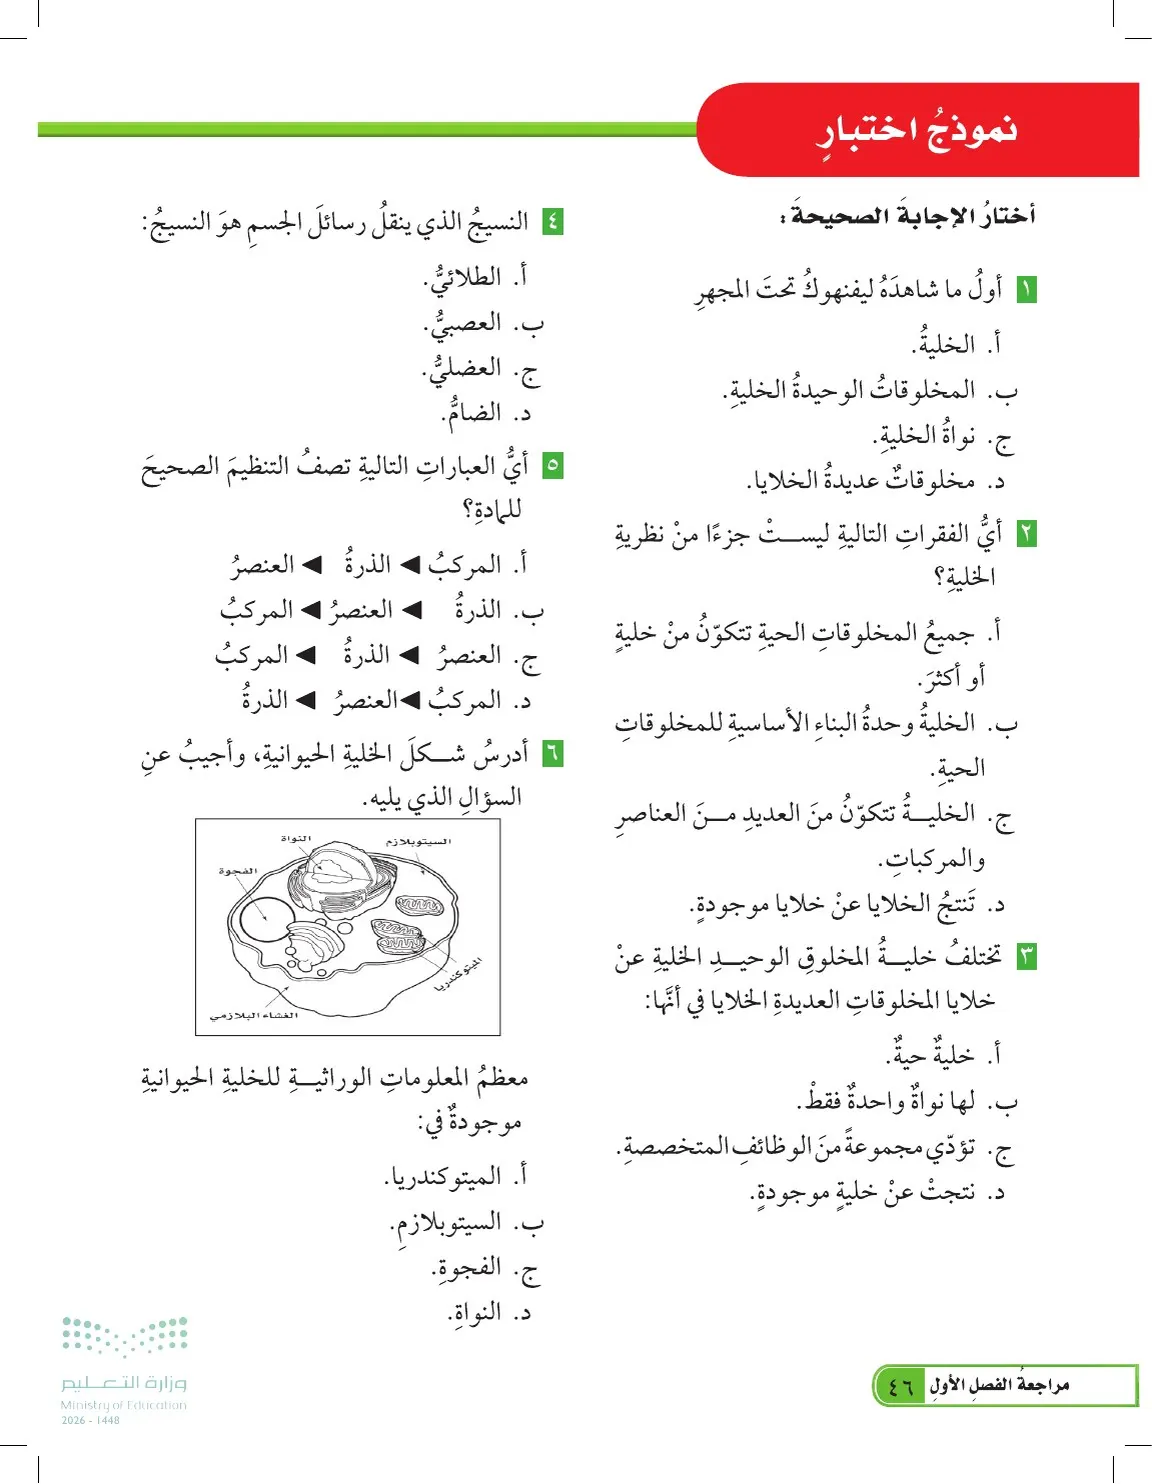 نموذجُ اختبارٍ
أختارُ الإجابةَ الصحيحةَ :
١ أولُ ما شاهدَهُ ليفنهوكُ تحتَ المجهرِ
أ. الخليةُ.
ب. المخلوقاتُ الوحيدةُ الخليةِ.
ج. نواةُ الخليةِ.
د. مخلوقاتٌ عديدةُ الخلايا.
٢ أيُّ الفقراتِ التاليةِ ليستْ جزءًا منْ نظريةِ
الخليةِ؟
أ. جميعُ المخلوقاتِ الحيةِ تتكوّنُ منْ خليةٍ
أو أكثرَ.
ب. الخليةُ وحدةُ البناءِ الأساسيةِ للمخلوقاتِ
الحيةِ.
ج. الخليةُ تتكوّنُ منَ العديدِ منَ العناصرِ
والمركباتِ.
د. تَنتجُ الخلايا عنْ خلايا موجودةٍ.
٣ تختلفُ خليةُ المخلوقِ الوحيدِ الخليةِ عنْ
خلايا المخلوقاتِ العديدةِ الخلايا في أنَّها:
أ. خليةٌ حيةٌ.
ب. لها نواةٌ واحدةٌ فقطْ.
ج. تؤدّي مجموعةً منَ الوظائفِ المتخصصةِ.
د. نتجتْ عنْ خليةٍ موجودةٍ.
٤ النسيجُ الذي ينقلُ رسائلَ الجسمِ هوَ النسيجُ:
أ. الطلائيُّ.
ب. العصبيُّ.
ج. العضليُّ.
د. الضامُّ.
٥ أيُّ العباراتِ التاليةِ تصفُ التنظيمَ الصحيحَ
للمادةِ؟
أ. المركبُ ◄ الذرةُ ◄ العنصرُ
ب. الذرةُ ◄ العنصرُ ◄ المركبُ
ج. العنصرُ ◄ الذرةُ ◄ المركبُ
د. المركبُ ◄ العنصرُ ◄ الذرةُ
٦ أدرسُ شكلَ الخليةِ الحيوانيةِ، وأجيبُ عنِ
السؤالِ الذي يليه.
النواة
السيتوبلازم
الفجوة
الميتوكندريا
الغشاء البلازمي
معظمُ المعلوماتِ الوراثيةِ للخليةِ الحيوانيةِ
موجودةٌ في:
أ. الميتوكندريا.
ب. السيتوبلازمِ.
ج. الفجوةِ.
د. النواةِ.
وزارة التعليم
Ministry of Education
2026 - 1448
مراجعةُ الفصلِ الأولِ ٤٦